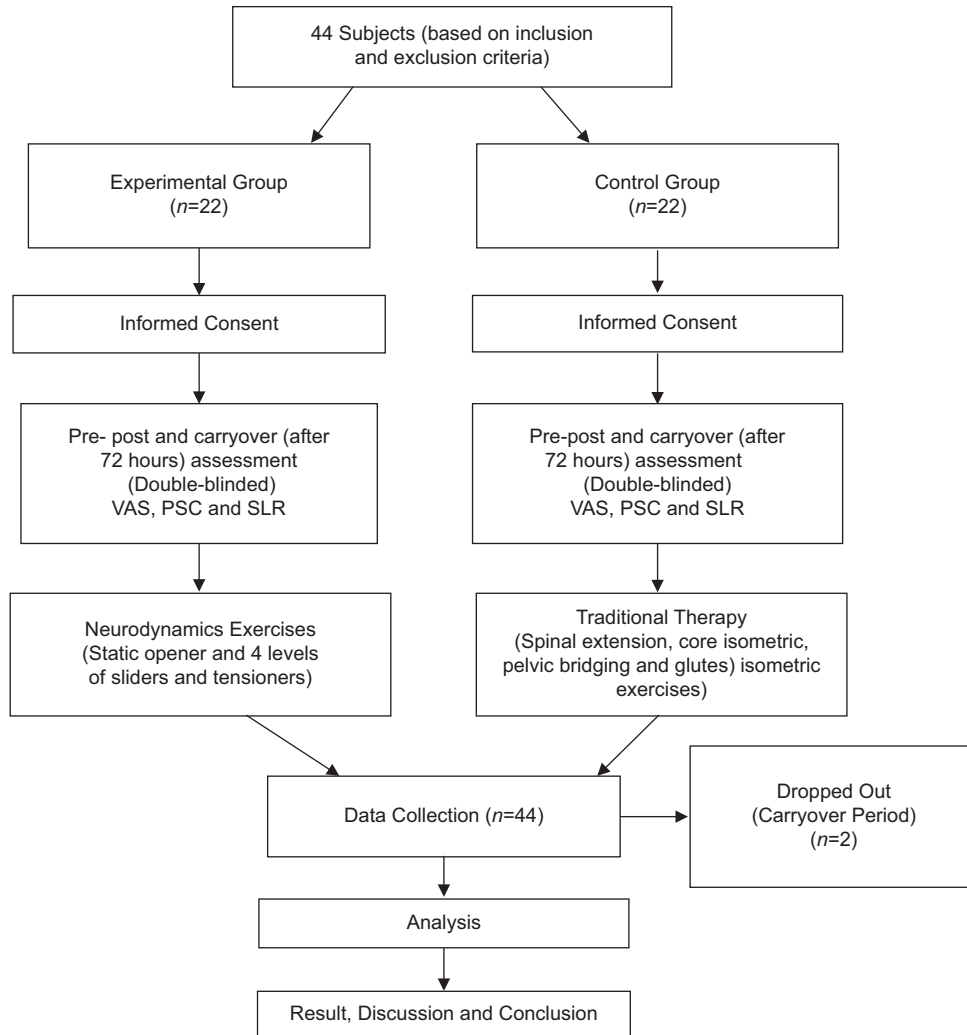 44 Subjects (based on inclusion
and exclusion criteria)
Experimental Group
(n=22)
Control Group
(n=22)
Informed Consent
Informed Consent
Pre- post and carryover (after
72 hours) assessment
(Double-blinded)
VAS, PSC and SLR
Pre-post and carryover (after
72 hours) assessment
(Double-blinded)
VAS, PSC and SLR
Neurodynamics Exercises
(Static opener and 4 levels
of sliders and tensioners)
Traditional Therapy
(Spinal extension, core isometric,
pelvic bridging and glutes) isometric
exercises)
Data Collection (n=44)
Dropped Out
(Carryover Period)
(n=2)
Analysis
Result, Discussion and Conclusion